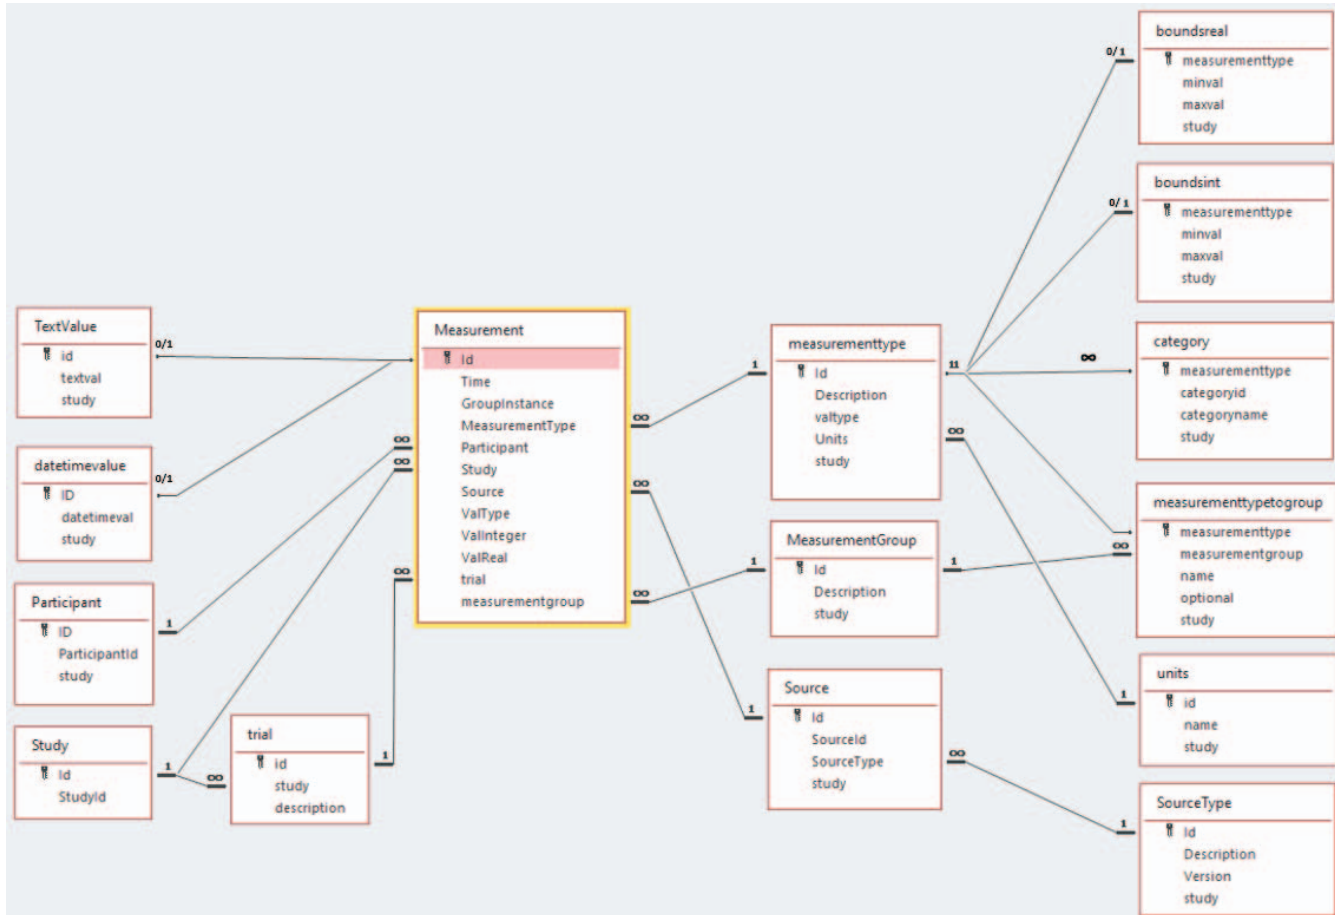 boundsreal
measurementtype
minval
maxval
study
0/1
boundsint
measurementtype
minval
maxval
study
0/1
TextValue
id
textval
study
0/1
datetimevalue
ID
datetimeval
study
0/1
Participant
ID
ParticipantId
study
1
Study
Id
StudyId
1
∞
trial
id
study
description
1
Measurement
Id
Time
GroupInstance
MeasurementType
Participant
Study
Source
ValType
ValInteger
ValReal
trial
measurementgroup
∞
∞
∞
∞
∞
∞
measurementtype
Id
Description
valtype
Units
study
1
11
∞
MeasurementGroup
Id
Description
study
1
1
Source
Id
SourceId
SourceType
study
1
∞
category
measurementtype
categoryid
categoryname
study
∞
measurementtypetogroup
measurementtype
measurementgroup
name
optional
study
∞
units
id
name
study
1
SourceType
Id
Description
Version
study
1